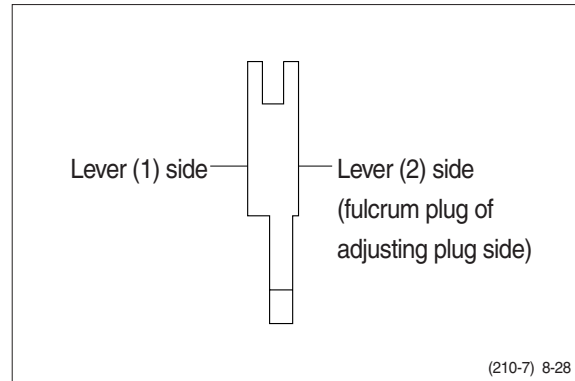 Lever (1) side
Lever (2) side
(fulcrum plug of
adjusting plug side)
(210-7) 8-28